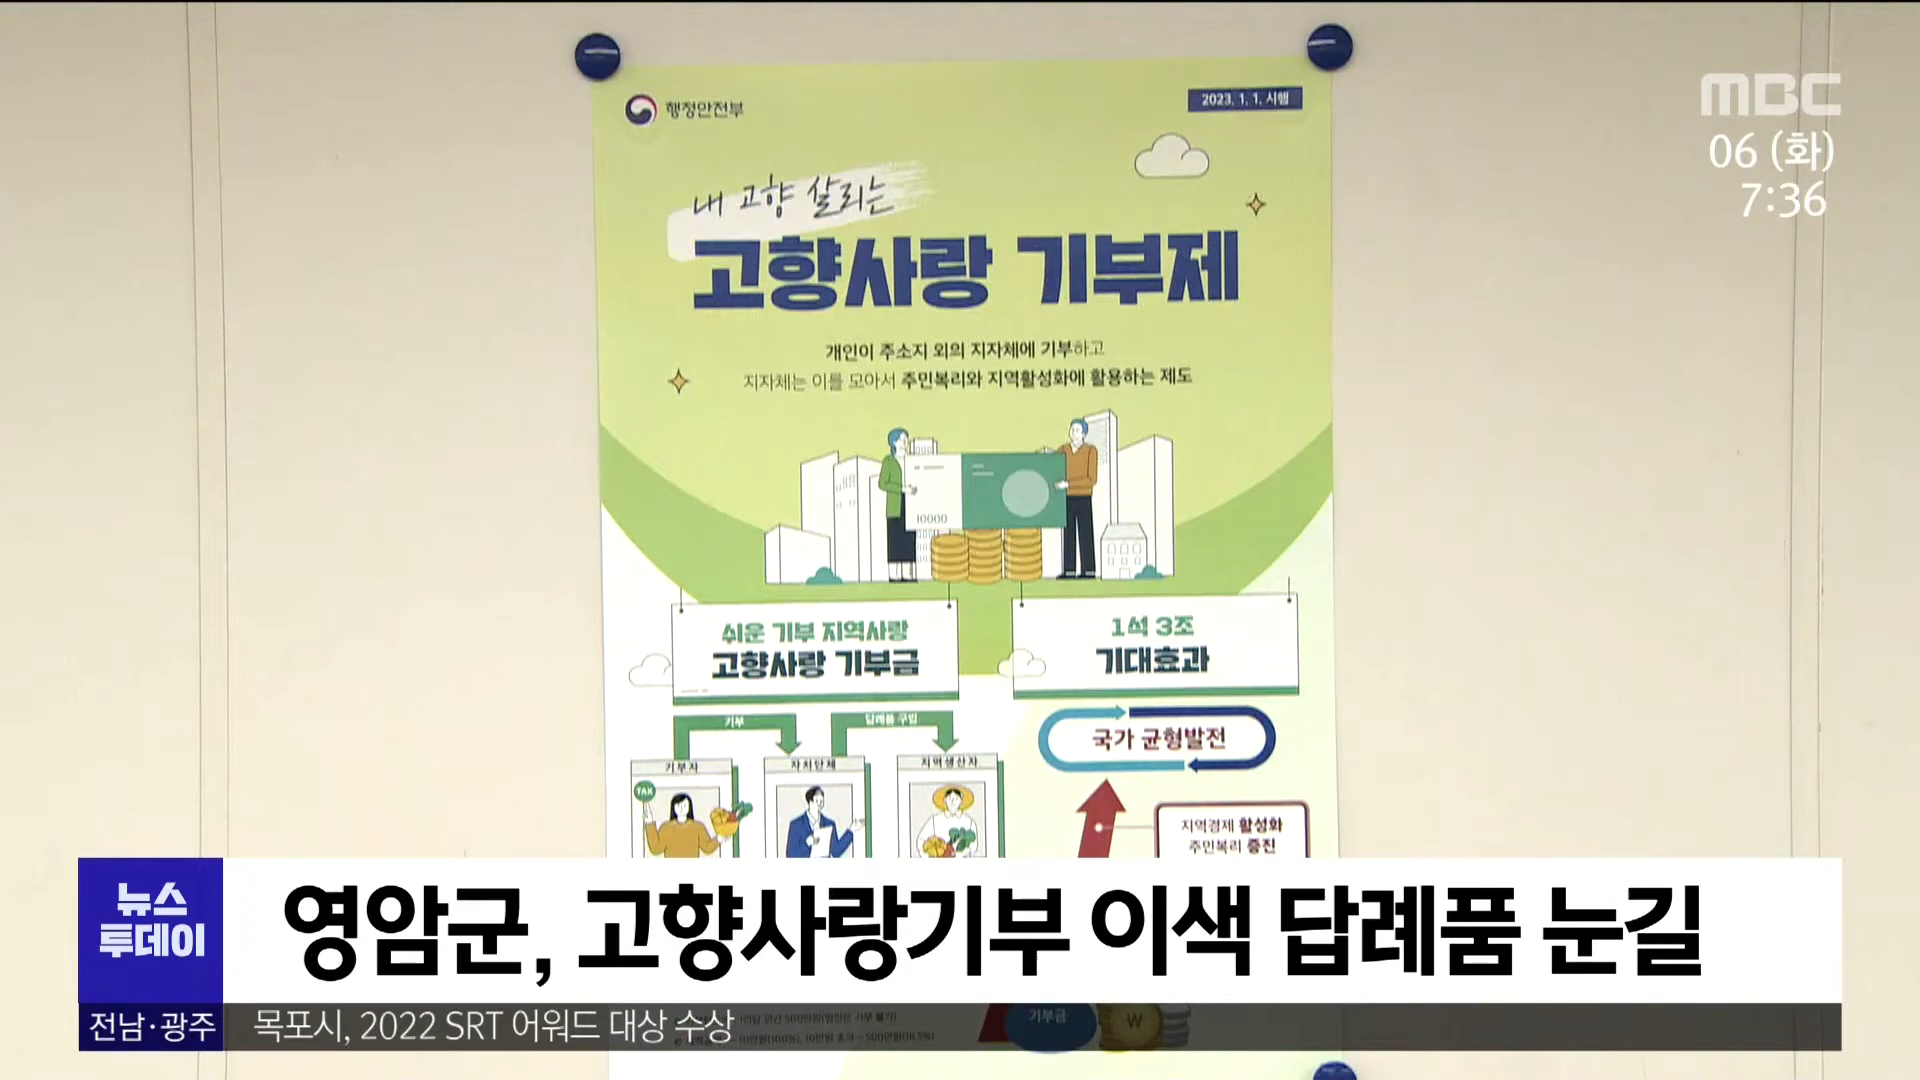 MBC
06 (화)
7:36
행정안전부
2023. 1. 1. 시행
내 고향 살리는
고향사랑 기부제
개인이 주소지 외의 지자체에 기부하고
지자체는 이를 모아서 주민복리와 지역활성화에 활용하는 제도
10000
쉬운 기부 지역사랑
고향사랑 기부금
1석 3조
기대효과
기부
답례품 구입
국가 균형발전
기부자
자치단체
지역생산자
TAX
지역경제 활성화
주민복리 증진
뉴스
투데이
영암군, 고향사랑기부 이색 답례품 눈길
전남·광주
목포시, 2022 SRT 어워드 대상 수상
기부금
W